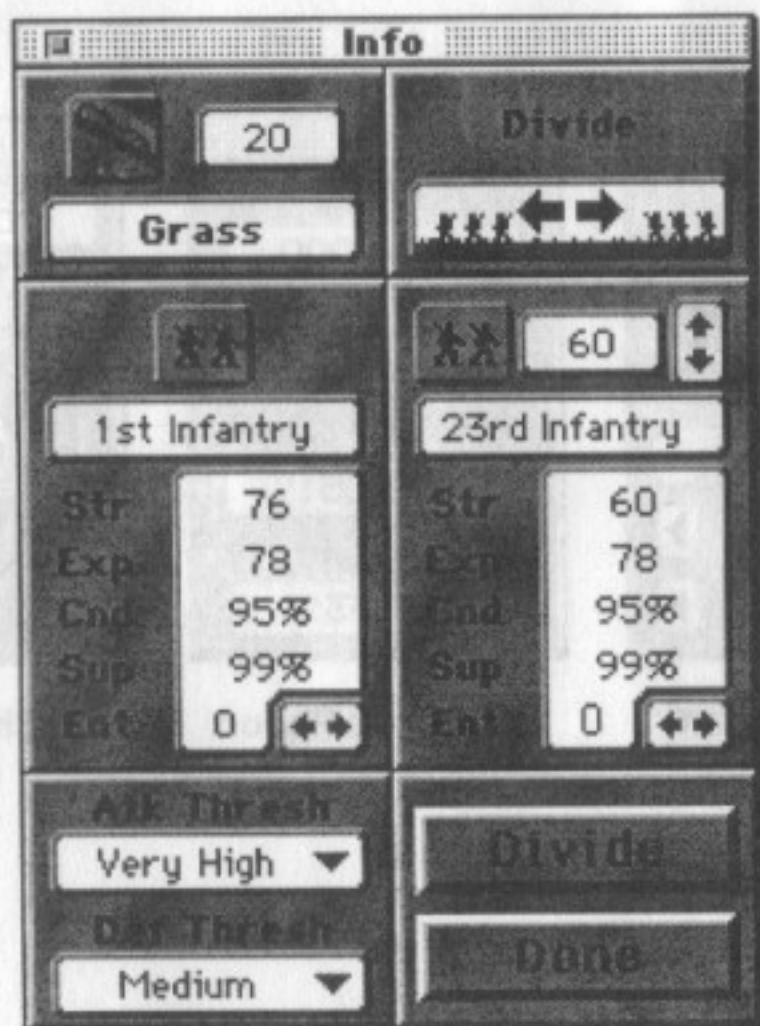 Info
20
Grass
Divide
1st Infantry
Str 76
Exp 78
Cnd 95%
Sup 99%
Ent 0
60
23rd Infantry
Str 60
Exp 78
Cnd 95%
Sup 99%
Ent 0
Atk Thresh
Very High
Def Thresh
Medium
Divide
Done